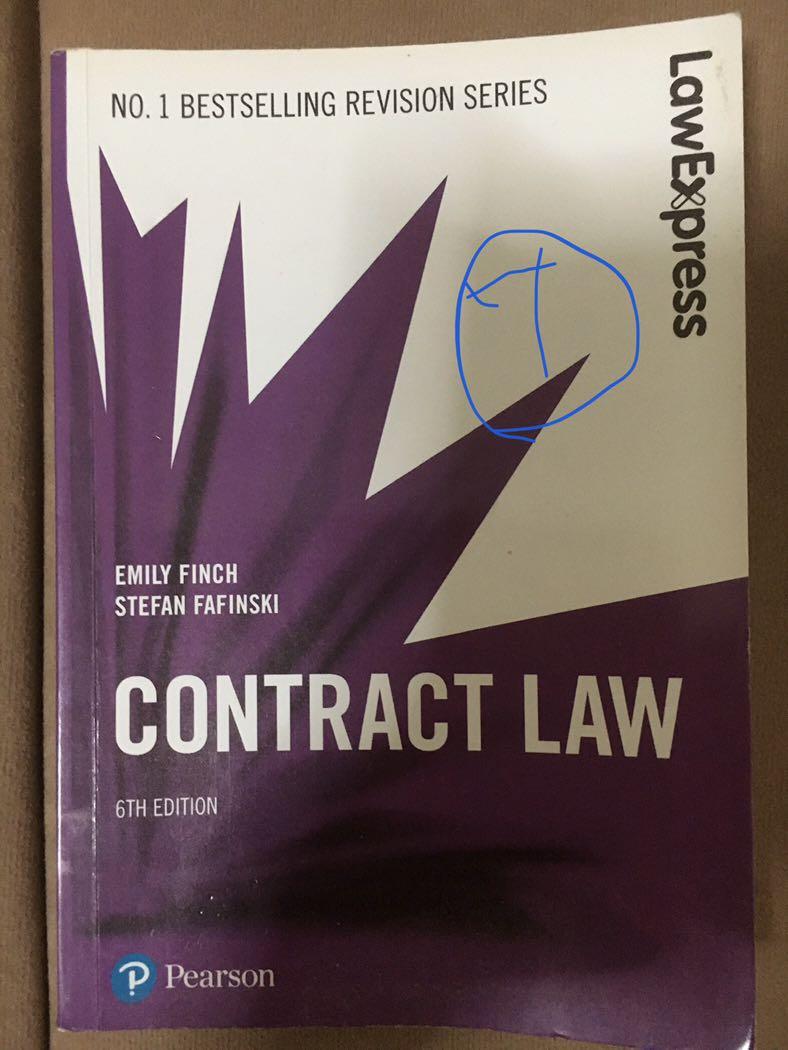 NO. 1 BESTSELLING REVISION SERIES
LawExpress
EMILY FINCH
STEFAN FAFINSKI
CONTRACT LAW
6TH EDITION
P Pearson